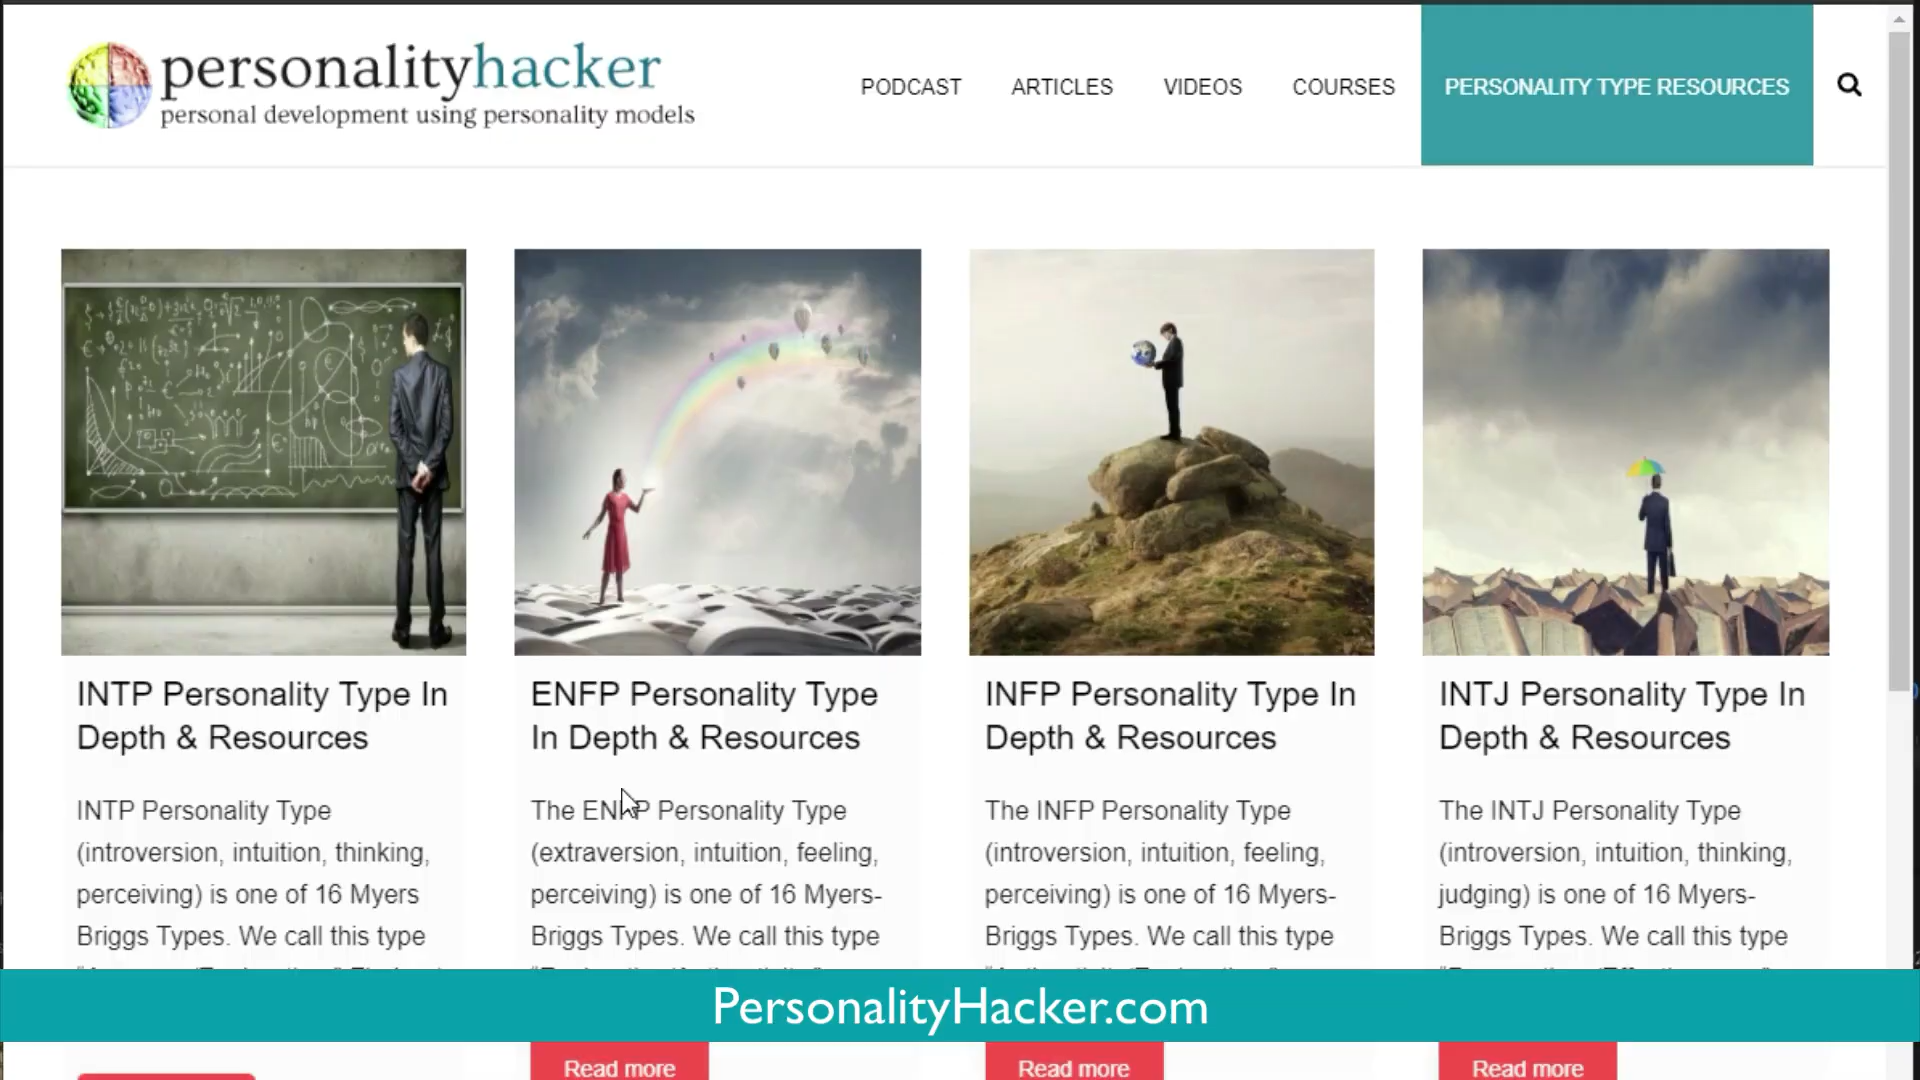 personalityhacker
personal development using personality models
PODCAST
ARTICLES
VIDEOS
COURSES
PERSONALITY TYPE RESOURCES
INTP Personality Type In
Depth & Resources
INTP Personality Type
(introversion, intuition, thinking,
perceiving) is one of 16 Myers
Briggs Types. We call this type
ENFP Personality Type
In Depth & Resources
The ENFP Personality Type
(extraversion, intuition, feeling,
perceiving) is one of 16 Myers-
Briggs Types. We call this type
Read more
INFP Personality Type In
Depth & Resources
The INFP Personality Type
(introversion, intuition, feeling,
perceiving) is one of 16 Myers-
Briggs Types. We call this type
Read more
INTJ Personality Type In
Depth & Resources
The INTJ Personality Type
(introversion, intuition, thinking,
judging) is one of 16 Myers-
Briggs Types. We call this type
Read more
PersonalityHacker.com